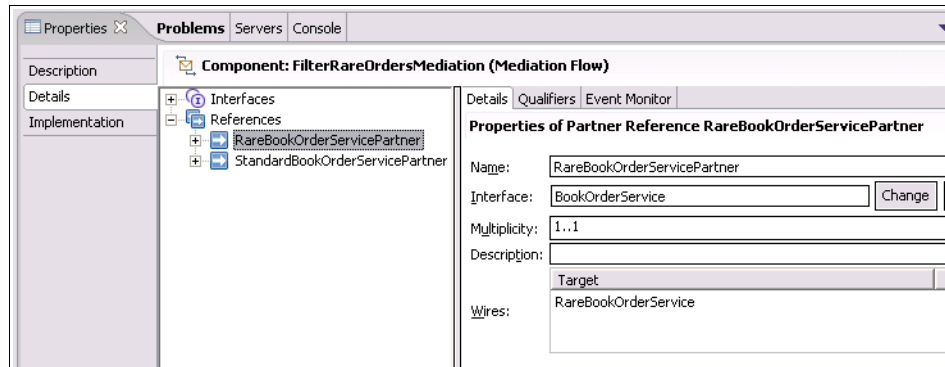 Properties Problems Servers Console
Description
Details
Implementation
Component: FilterRareOrdersMediation (Mediation Flow)
Interfaces
References
RareBookOrderServicePartner
StandardBookOrderServicePartner
Details Qualifiers Event Monitor
Properties of Partner Reference RareBookOrderServicePartner
Name: RareBookOrderServicePartner
Interface: BookOrderService Change
Multiplicity: 1..1
Description:
Target
Wires: RareBookOrderService